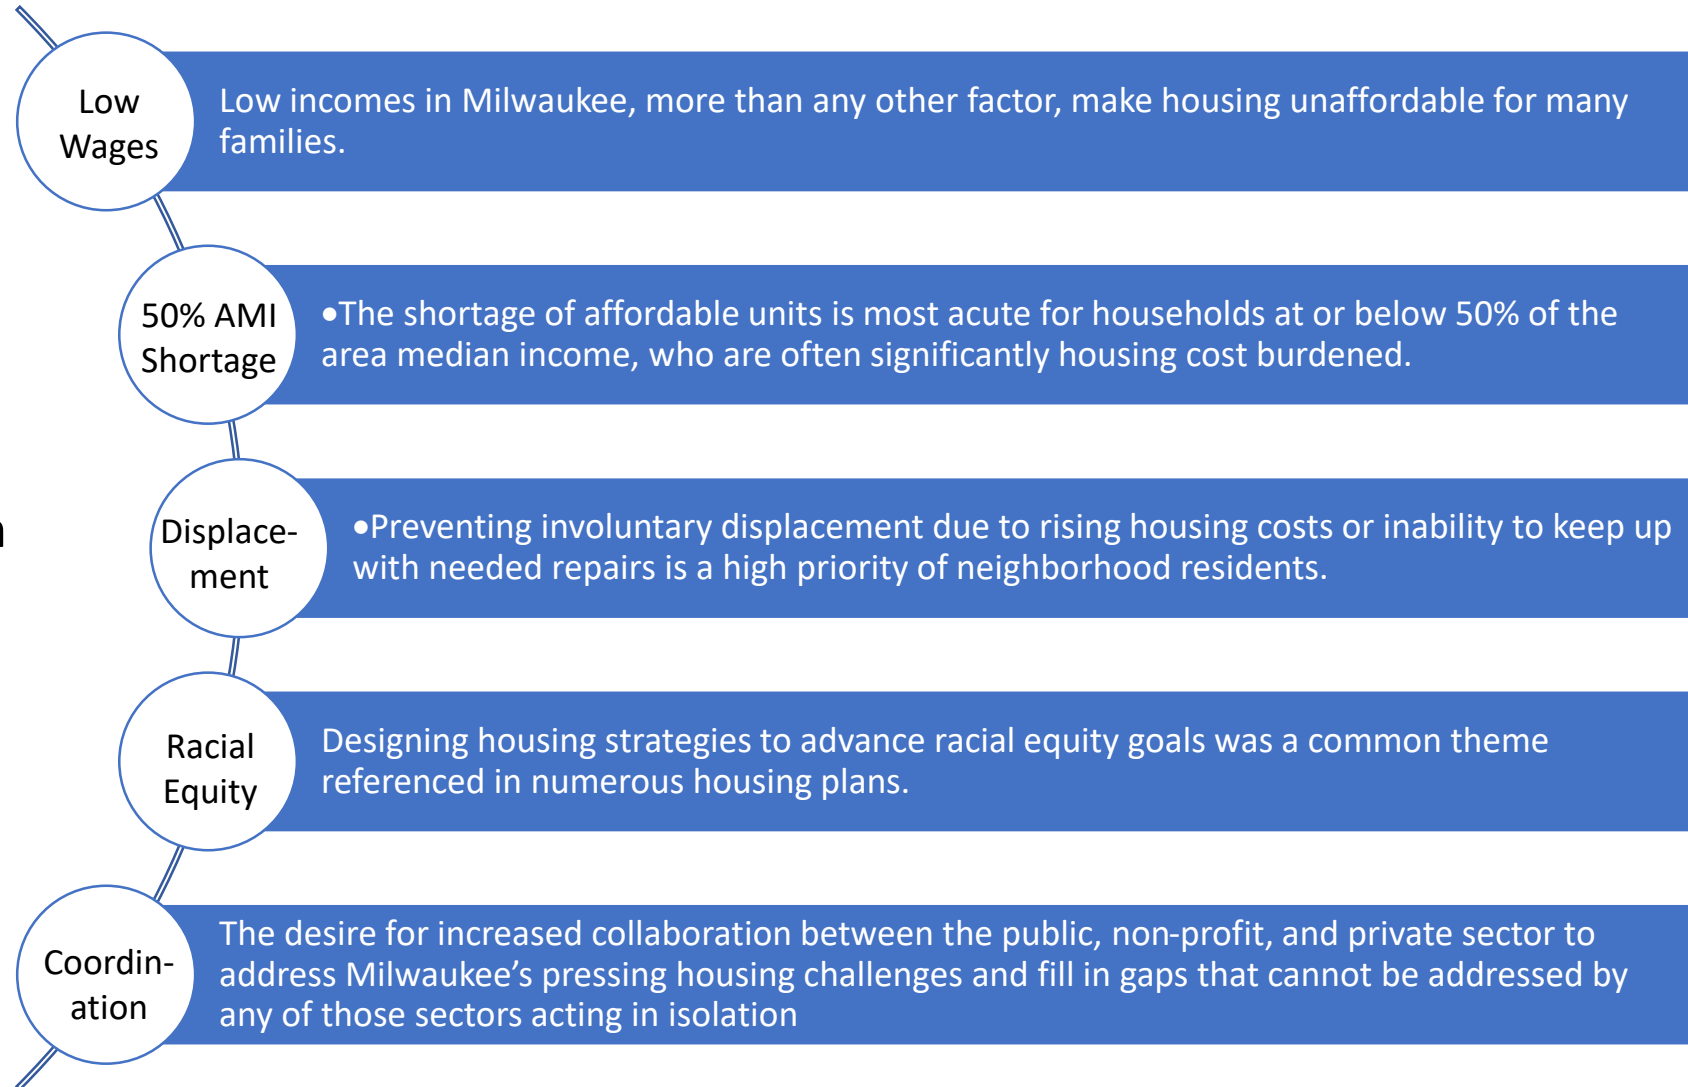 Low
Wages
Low incomes in Milwaukee, more than any other factor, make housing unaffordable for many
families.
50% AMI
Shortage
•The shortage of affordable units is most acute for households at or below 50% of the
area median income, who are often significantly housing cost burdened.
Displace-
ment
•Preventing involuntary displacement due to rising housing costs or inability to keep up
with needed repairs is a high priority of neighborhood residents.
Racial
Equity
Designing housing strategies to advance racial equity goals was a common theme
referenced in numerous housing plans.
Coordin-
ation
The desire for increased collaboration between the public, non-profit, and private sector to
address Milwaukee’s pressing housing challenges and fill in gaps that cannot be addressed by
any of those sectors acting in isolation